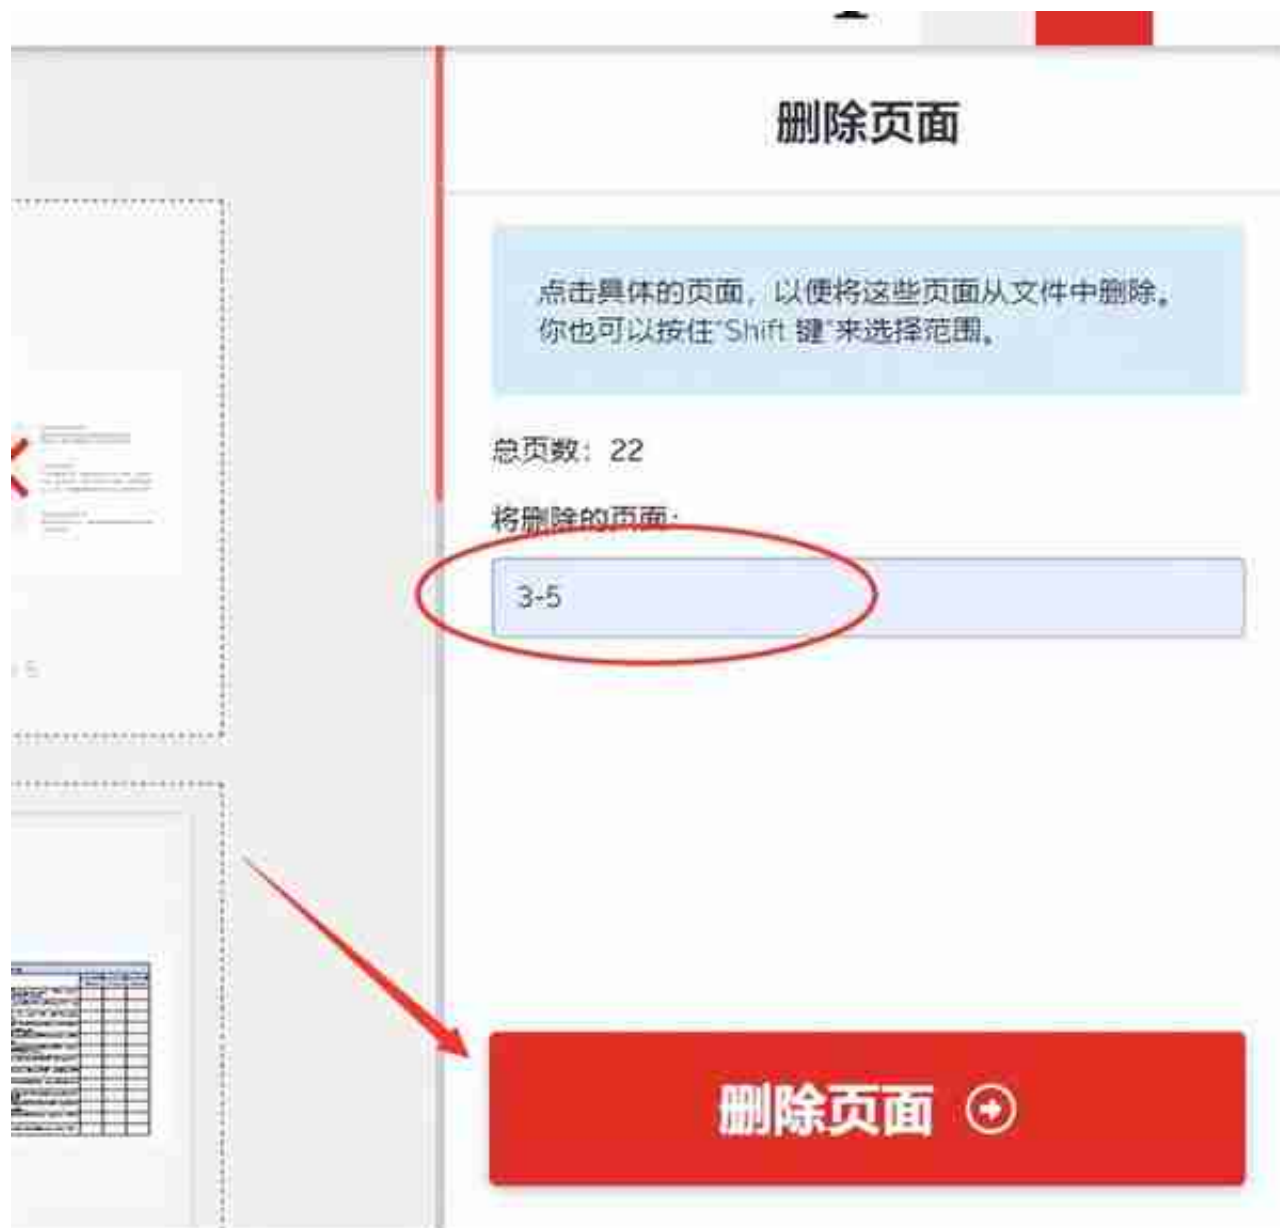 删除页面
点击具体的页面，以便将这些页面从文件中删除。
你也可以按住"Shift 键"来选择范围。
总页数：22
将删除的页面：
3-5
5
删除页面